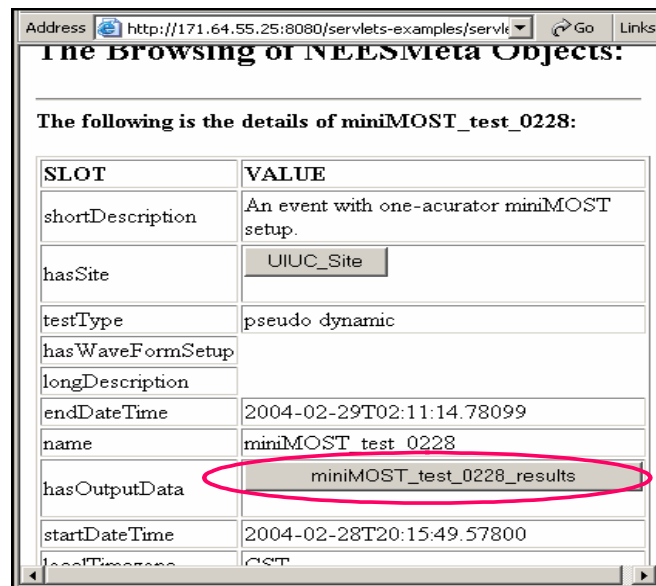 Address http://171.64.55.25:8080/servlets-examples/servle Go Links
The Browsing of NEESMeta Objects:
The following is the details of miniMOST_test_0228:
SLOT VALUE
shortDescription An event with one-acurator miniMOST
setup.
hasSite UIUC_Site
testType pseudo dynamic
hasWaveFormSetup
longDescription
endDateTime 2004-02-29T02:11:14.78099
name miniMOST_test_0228
hasOutputData miniMOST_test_0228_results
startDateTime 2004-02-28T20:15:49.57800
localTimezone CST